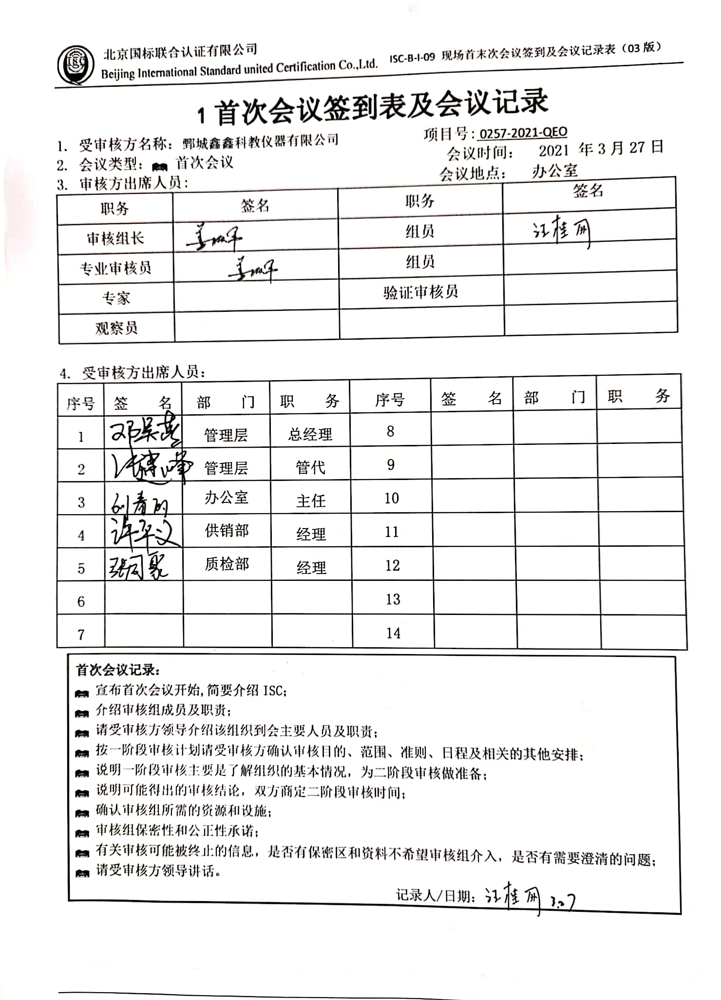 ISC
北京国标联合认证有限公司
Beijing International Standard united Certification Co.,Ltd. ISC-B-I-09 现场首末次会议签到及会议记录表（03 版）
1 首次会议签到表及会议记录
1. 受审核方名称：鄄城鑫鑫科教仪器有限公司 项目号：0257-2021-QEO
2. 会议类型： 首次会议 会议时间： 2021 年 3 月 27 日
3. 审核方出席人员： 会议地点： 办公室
职务 签名 职务 签名
审核组长 组员 汪桂网
专业审核员 组员
专家 验证审核员
观察员
4. 受审核方出席人员：
序号 签 名 部 门 职 务 序号 签 名 部 门 职 务
1 邓吴 管理层 总经理 8
2 张建峰 管理层 管代 9
3 办公室 主任 10
4 许军文 供销部 经理 11
5 张同聚 质检部 经理 12
6 13
7 14
首次会议记录：
宣布首次会议开始,简要介绍 ISC；
介绍审核组成员及职责；
请受审核方领导介绍该组织到会主要人员及职责；
按一阶段审核计划请受审核方确认审核目的、范围、准则、日程及相关的其他安排；
说明一阶段审核主要是了解组织的基本情况，为二阶段审核做准备；
说明可能得出的审核结论，双方商定二阶段审核时间；
确认审核组所需的资源和设施；
审核组保密性和公正性承诺；
有关审核可能被终止的信息，是否有保密区和资料不希望审核组介入，是否有需要澄清的问题；
请受审核方领导讲话。
记录人/日期：汪桂网 3.27